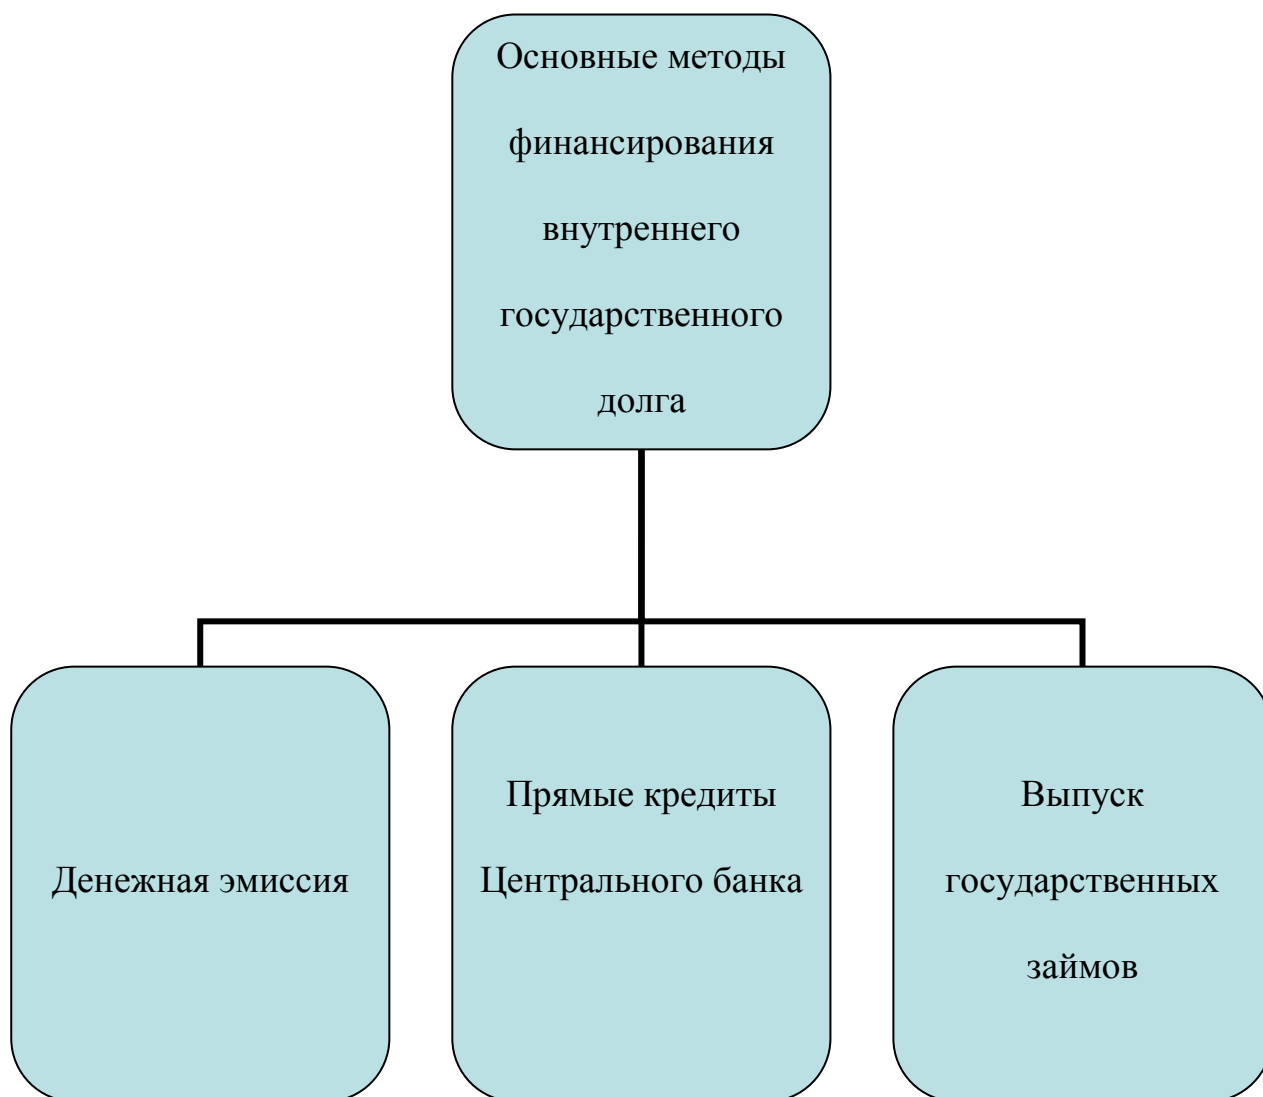 Основные методы
финансирования
внутреннего
государственного
долга
Денежная эмиссия
Прямые кредиты
Центрального банка
Выпуск
государственных
займов